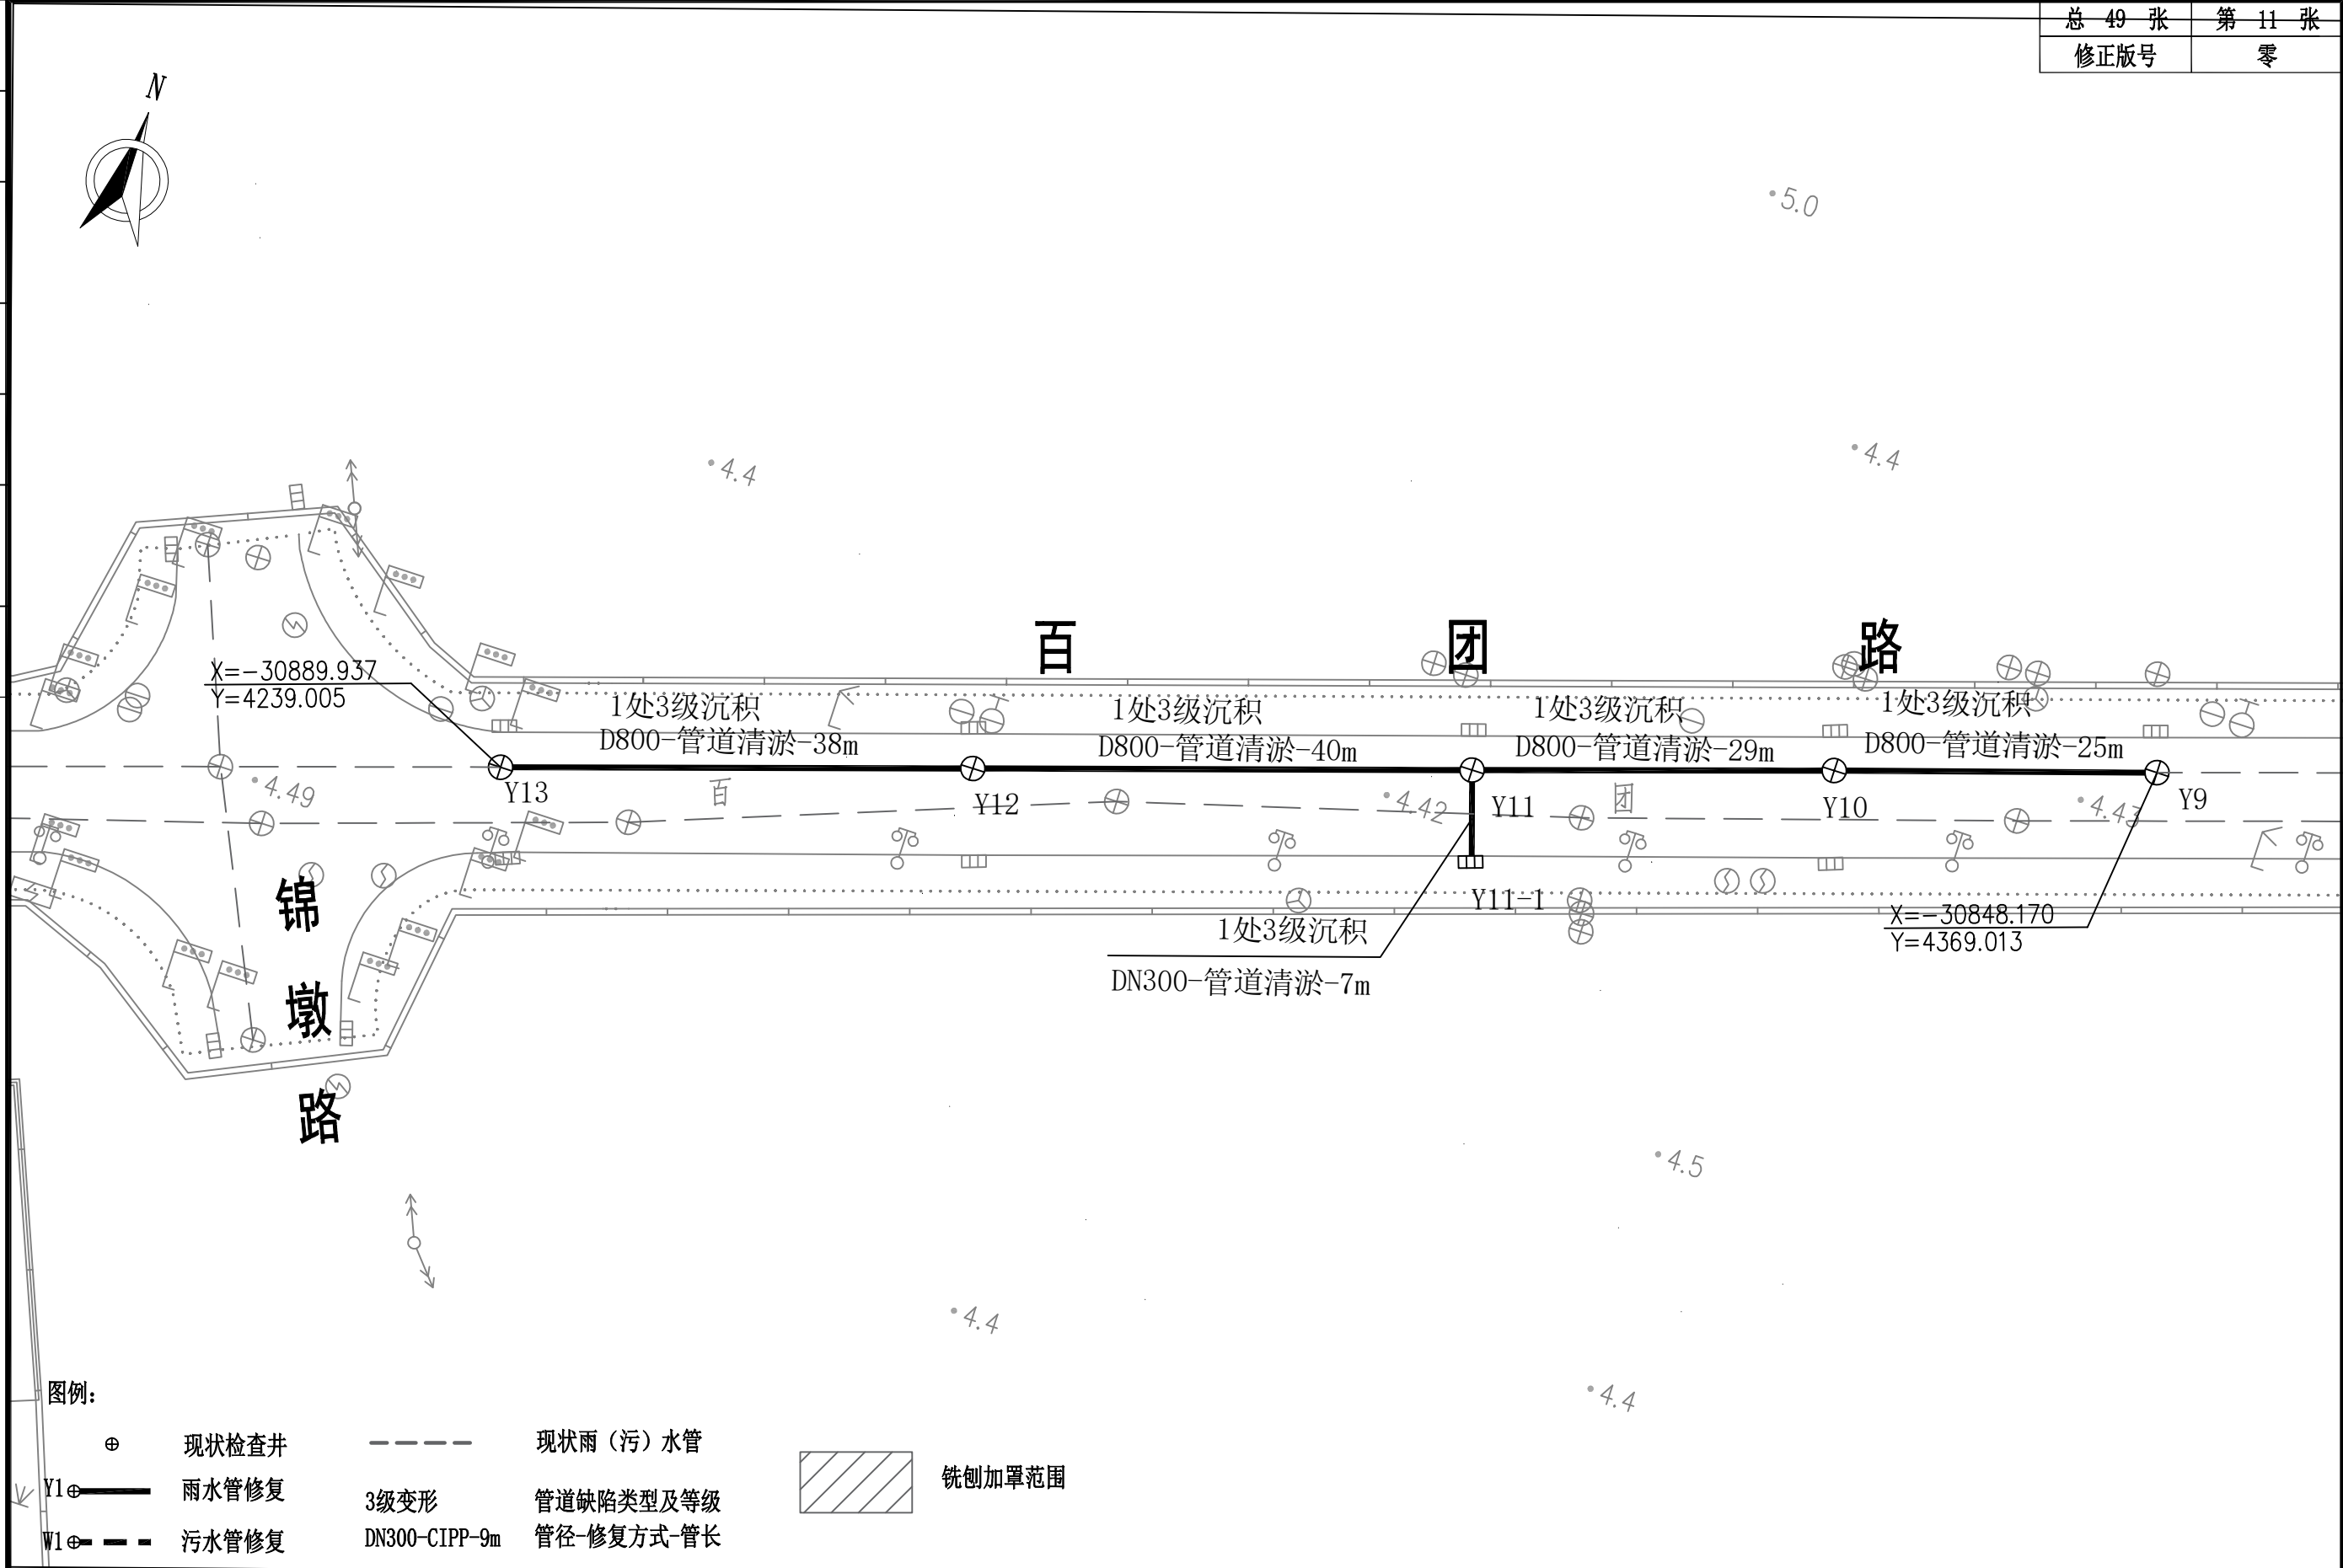 总 49 张 第 11 张
修正版号 零
N
5.0
4.4
4.4
百 团 路
X=-30889.937
Y=4239.005
1处3级沉积
D800-管道清淤-38m
1处3级沉积
D800-管道清淤-40m
1处3级沉积
D800-管道清淤-29m
1处3级沉积
D800-管道清淤-25m
Y13
Y12
Y11
Y10
Y9
4.49
百
4.42
团
4.43
锦
墩
路
Y11-1
1处3级沉积
DN300-管道清淤-7m
X=-30848.170
Y=4369.013
4.5
4.4
4.4
图例：
现状检查井
现状雨（污）水管
Y1
雨水管修复
3级变形
管道缺陷类型及等级
铣刨加罩范围
W1
污水管修复
DN300-CIPP-9m
管径-修复方式-管长